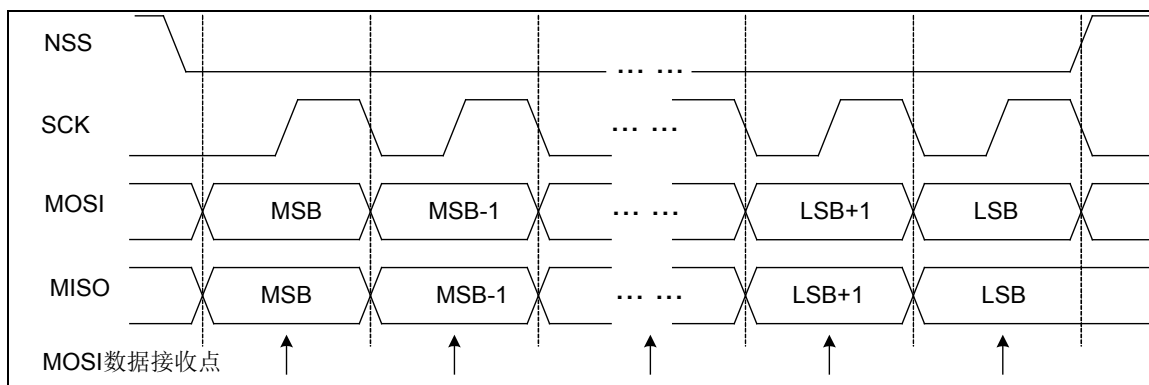 NSS
... ...
SCK
... ...
MOSI
MSB
MSB-1
... ...
LSB+1
LSB
MISO
MSB
MSB-1
... ...
LSB+1
LSB
MOSI数据接收点